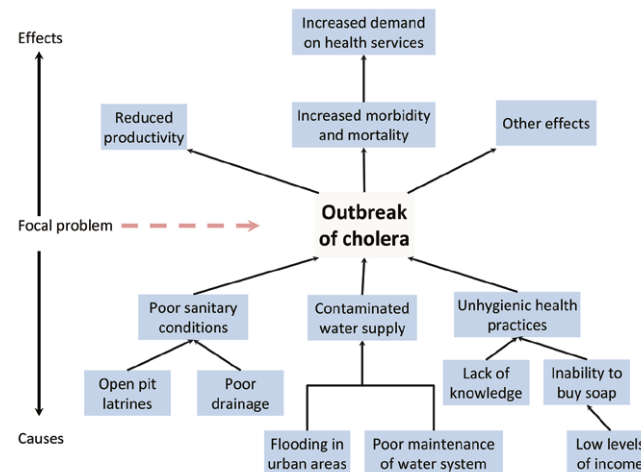 Increased demand
on health services
Effects
Reduced
productivity
Increased morbidity
and mortality
Other effects
Focal problem
Outbreak
of cholera
Poor sanitary
conditions
Contaminated
water supply
Unhygienic health
practices
Open pit
latrines
Poor
drainage
Lack of
knowledge
Inability to
buy soap
Causes
Flooding in
urban areas
Poor maintenance
of water system
Low levels
of income